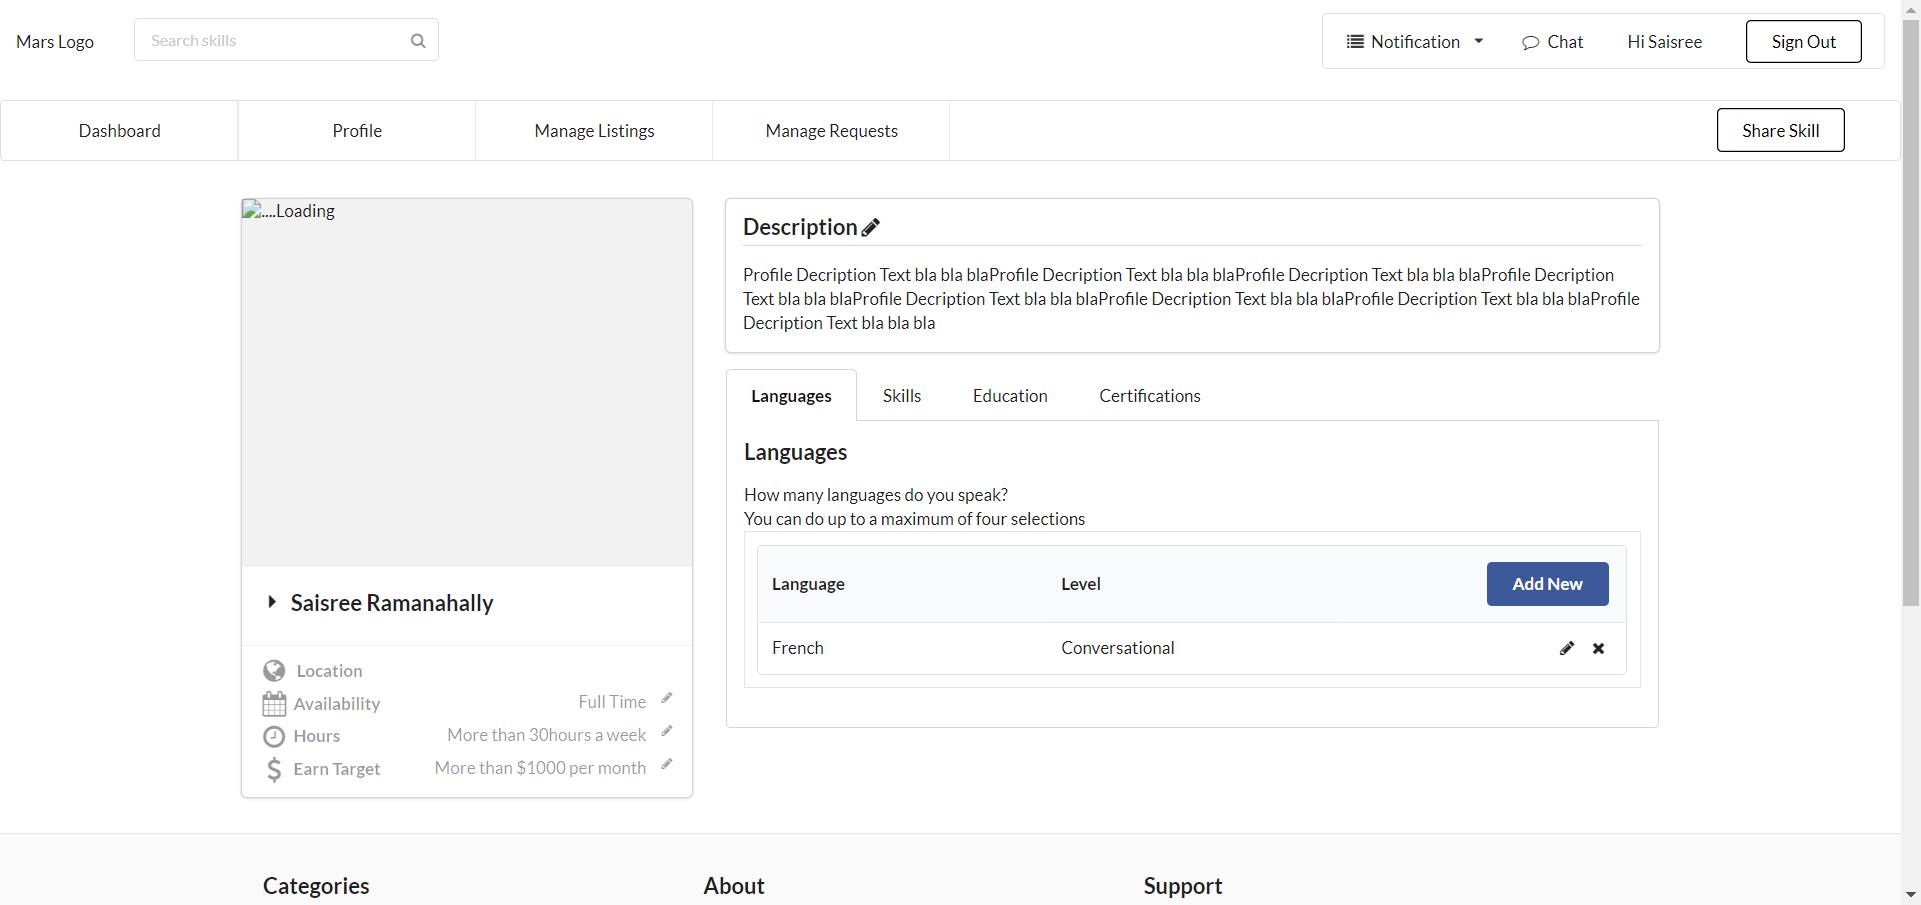 Mars Logo
Search skills
Notification
Chat
Hi Saisree
Sign Out
Dashboard
Profile
Manage Listings
Manage Requests
Share Skill
....Loading
Saisree Ramanahally
Location
Availability
Full Time
Hours
More than 30hours a week
Earn Target
More than $1000 per month
Description
Profile Decription Text bla bla blaProfile Decription Text bla bla blaProfile Decription Text bla bla blaProfile Decription
Text bla bla blaProfile Decription Text bla bla blaProfile Decription Text bla bla blaProfile Decription Text bla bla blaProfile
Decription Text bla bla bla
Languages
Skills
Education
Certifications
Languages
How many languages do you speak?
You can do up to a maximum of four selections
Language
Level
Add New
French
Conversational
Categories
About
Support